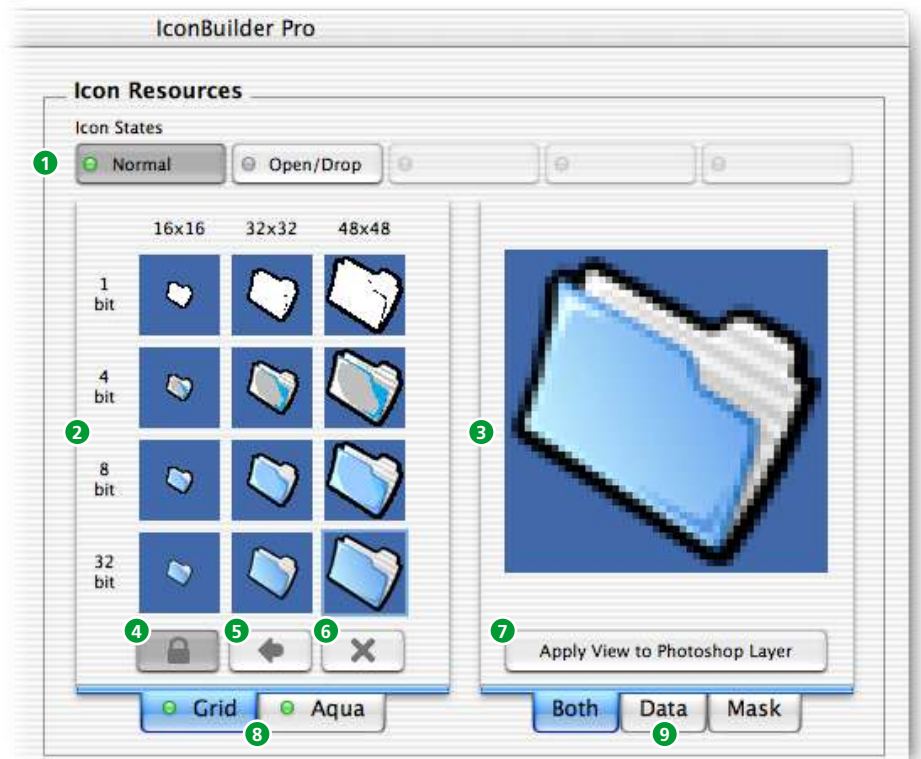 IconBuilder Pro
Icon Resources
Icon States
1
Normal
Open/Drop
16x16 32x32 48x48
1
bit
4
bit
2
3
8
bit
32
bit
4 5 6 7
Apply View to Photoshop Layer
Grid Aqua Both Data Mask
8 9